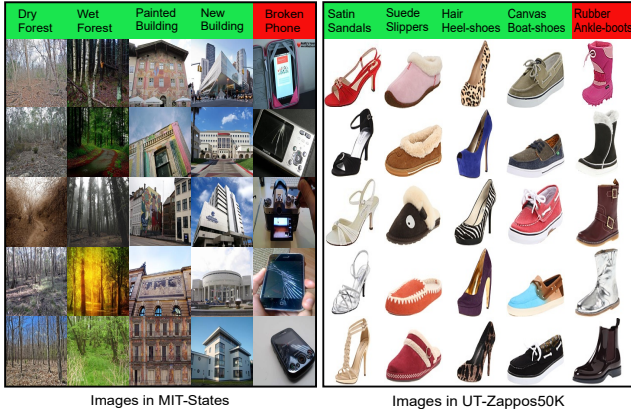 Dry Forest
Wet Forest
Painted Building
New Building
Broken Phone
Satin Sandals
Suede Slippers
Hair Heel-shoes
Canvas Boat-shoes
Rubber Ankle-boots
Images in MIT-States
Images in UT-Zappos50K